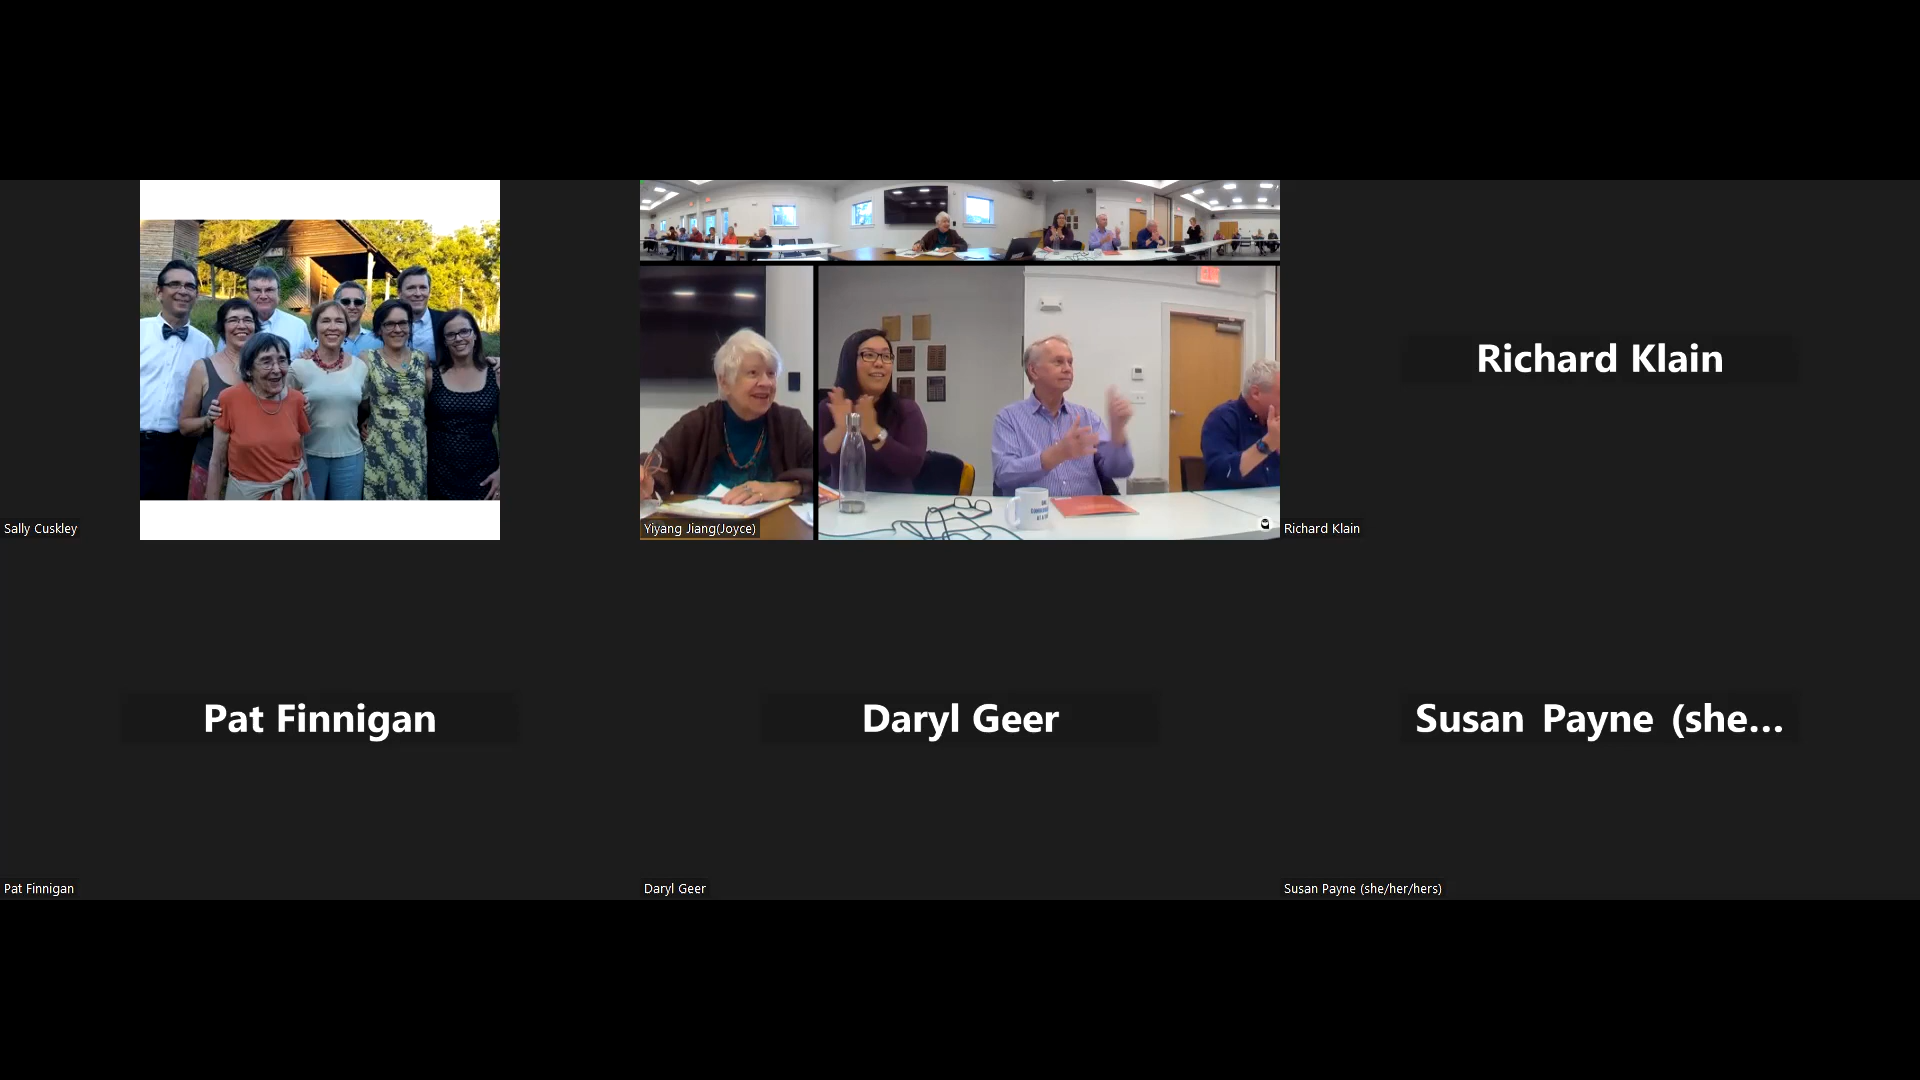 Richard Klain
Sally Cuskley
Yiyang Jiang(Joyce)
Richard Klain
Pat Finnigan
Daryl Geer
Susan Payne (she...
Pat Finnigan
Daryl Geer
Susan Payne (she/her/hers)